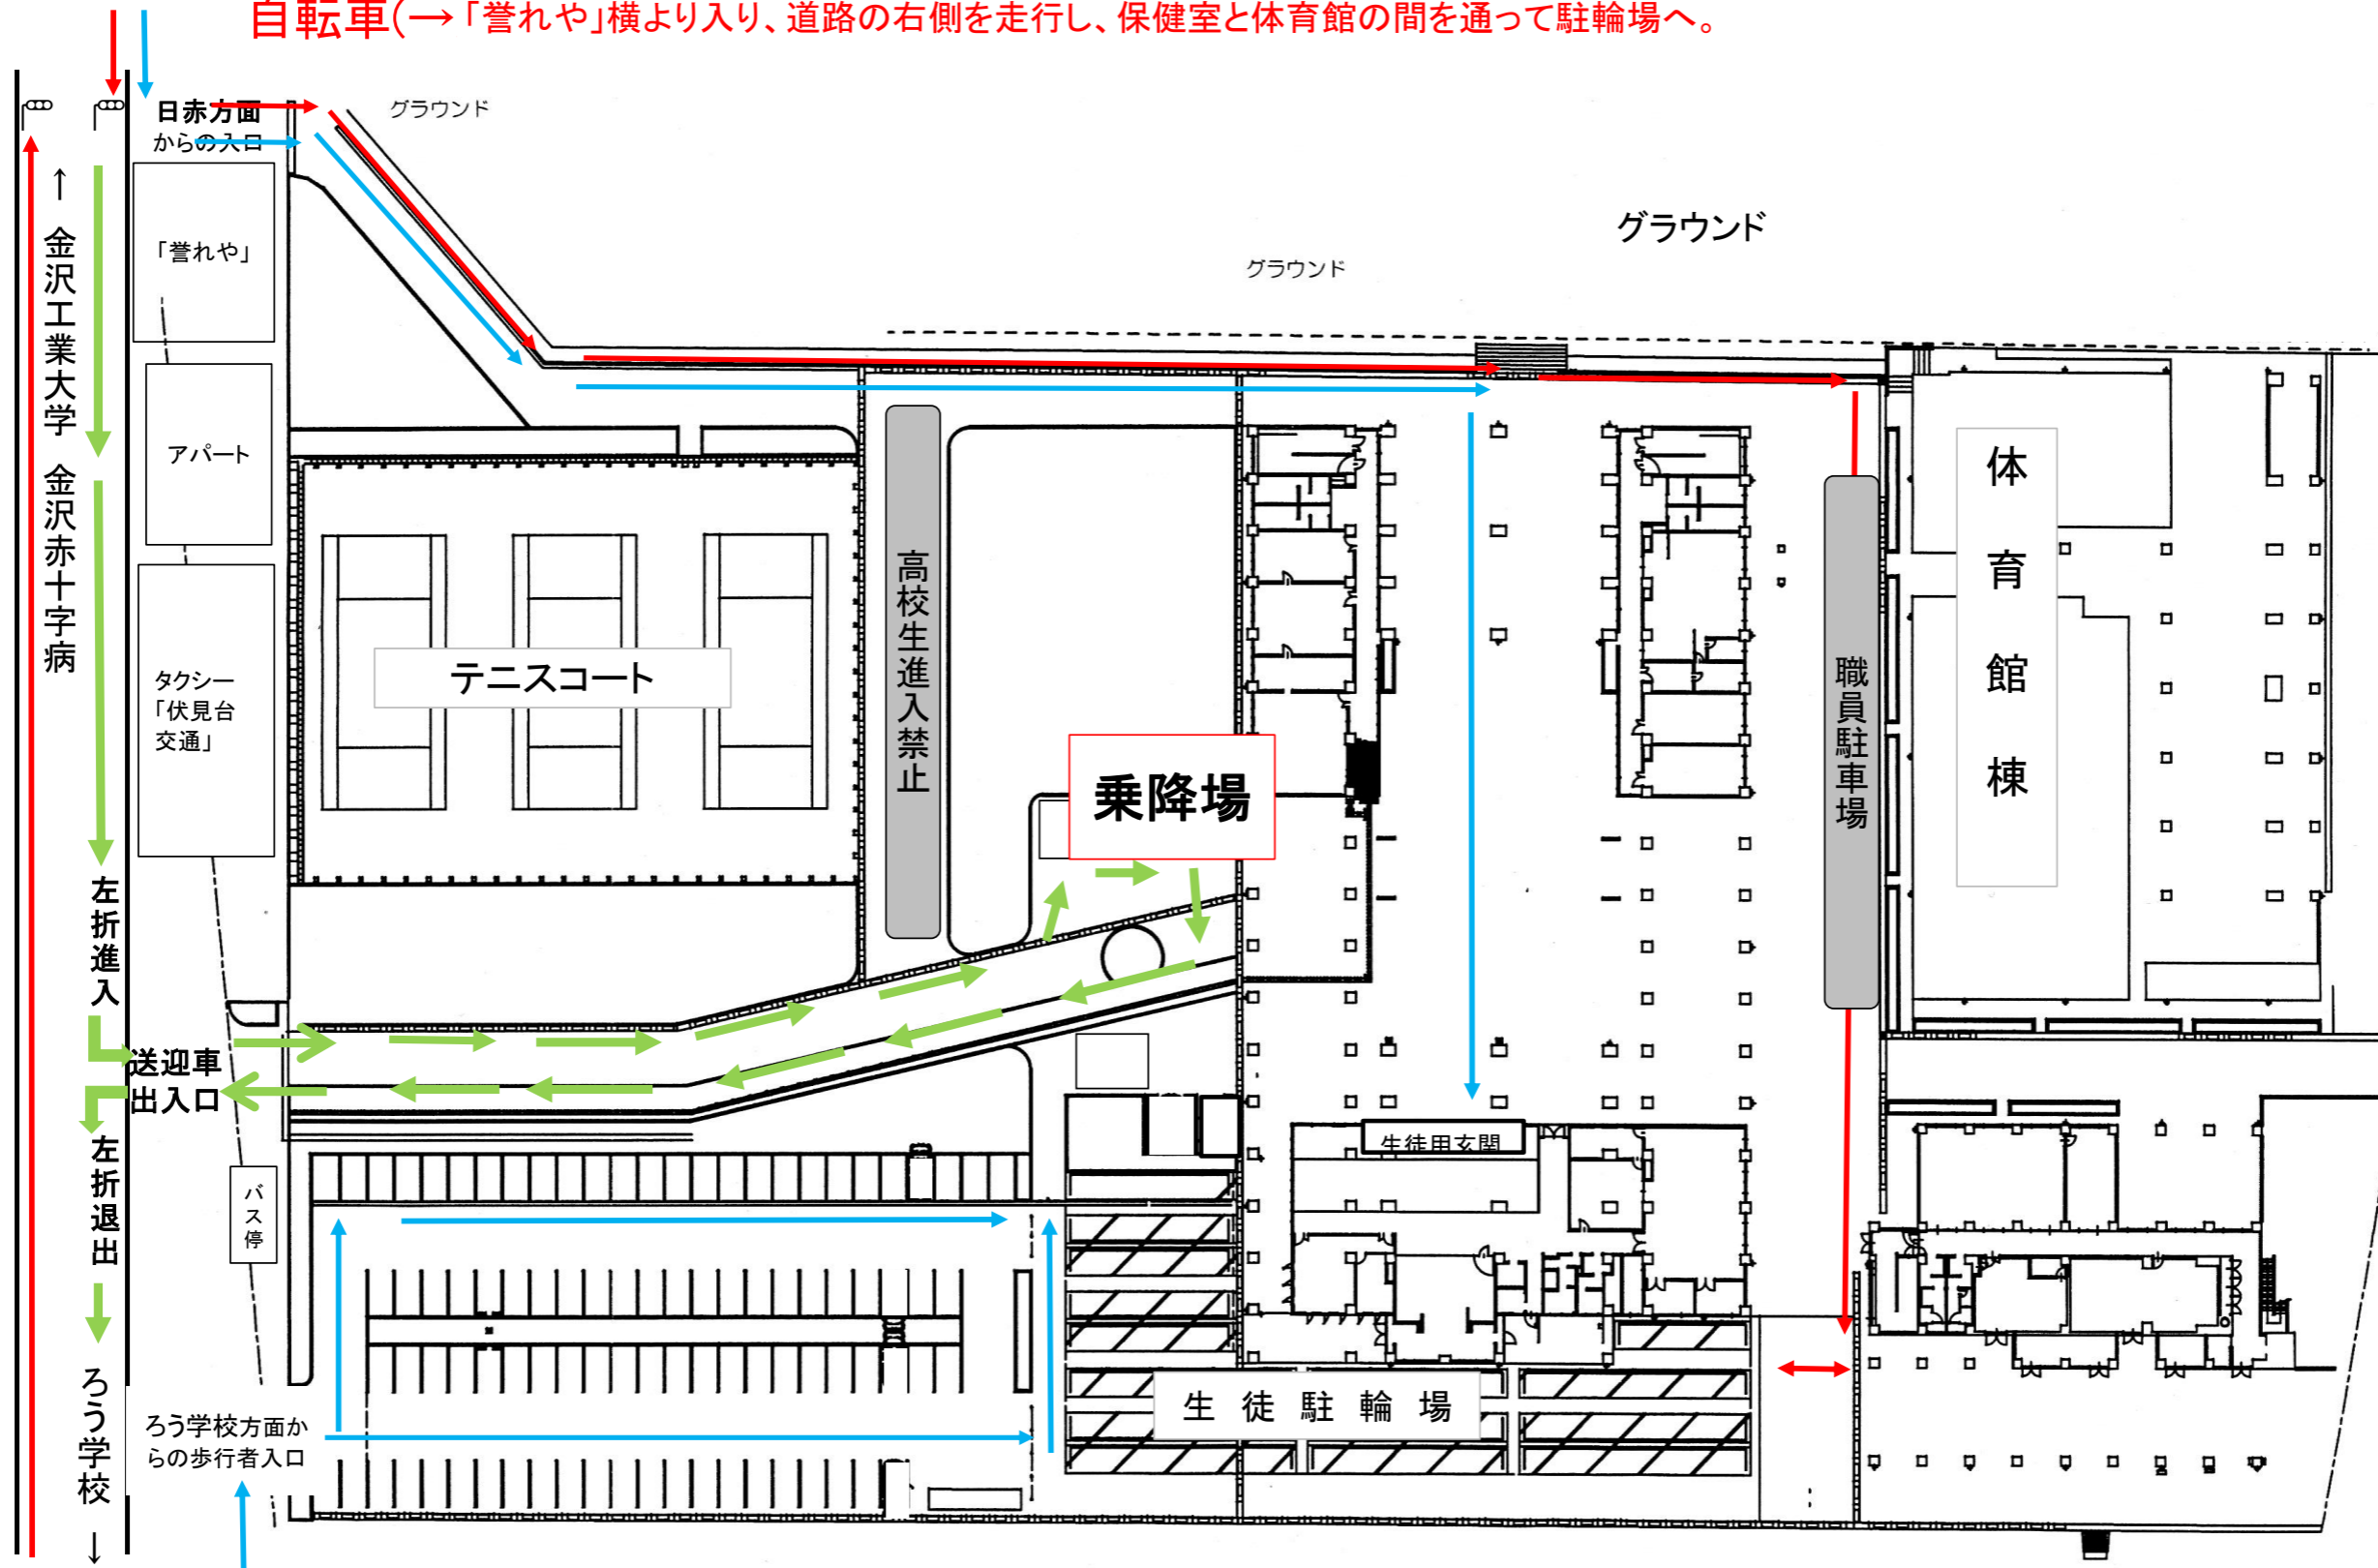 自転車(→「誉れや」横より入り、道路の右側を走行し、保健室と体育館の間を通って駐輪場へ。
日赤方面
からの入口
グラウンド
グラウンド
グラウンド
↑ 金沢工業大学 金沢赤十字病
「誉れや」
アパート
タクシー
「伏見台
交通」
テニスコート
高校生進入禁止
乗降場
職員駐車場
体育館棟
左折進入
送迎車
出入口
左折退出
バス停
生徒用玄関
生徒駐輪場
ろう学校方面か
らの歩行者入口
ろう学校 ↓